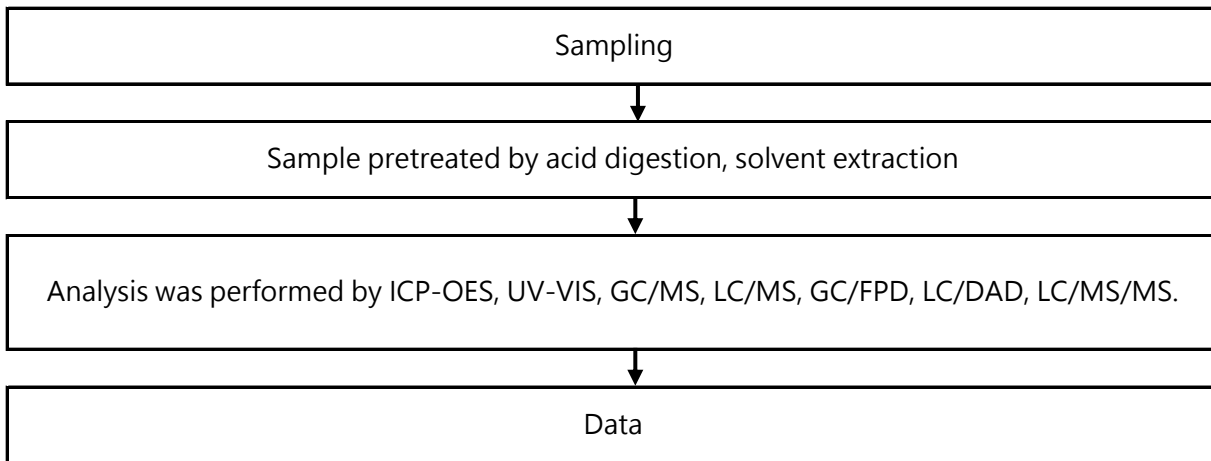 Sampling
Sample pretreated by acid digestion, solvent extraction
Analysis was performed by ICP-OES, UV-VIS, GC/MS, LC/MS, GC/FPD, LC/DAD, LC/MS/MS.
Data